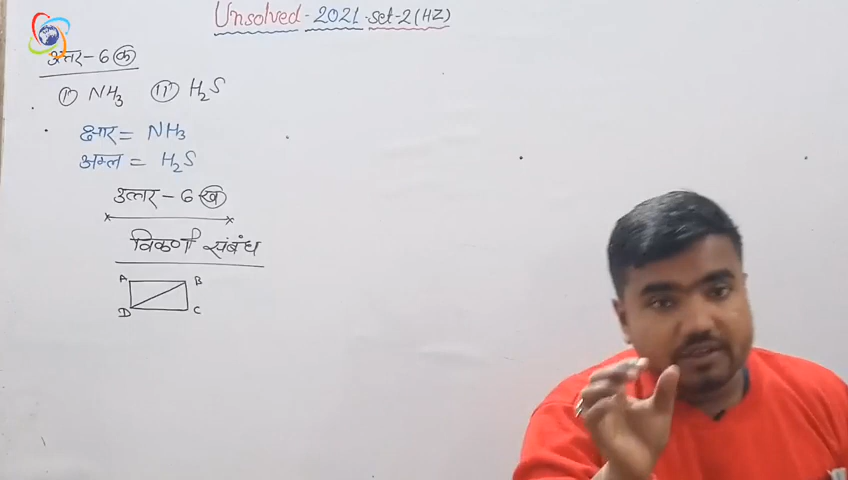 Unsolved-2021-set-2(HZ)
उत्तर-6 (क)
(i) NH3 (ii) H2S
क्षार = NH3
अम्ल = H2S
उत्तर-6 (ख)
विकर्ण संबंध
A B
D C